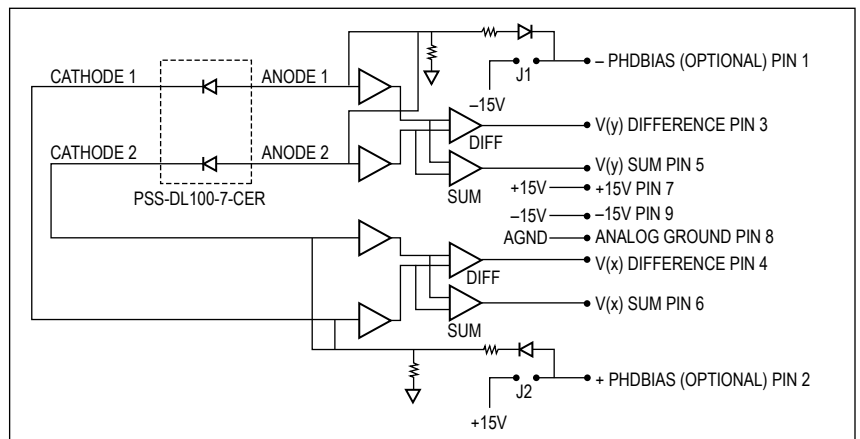 – PHDBIAS (OPTIONAL) PIN 1
J1
CATHODE 1
ANODE 1
–15V
V(y) DIFFERENCE PIN 3
DIFF
CATHODE 2
ANODE 2
V(y) SUM PIN 5
PSS-DL100-7-CER
SUM
+15V
+15V PIN 7
–15V
–15V PIN 9
AGND
ANALOG GROUND PIN 8
V(x) DIFFERENCE PIN 4
DIFF
V(x) SUM PIN 6
SUM
+ PHDBIAS (OPTIONAL) PIN 2
J2
+15V